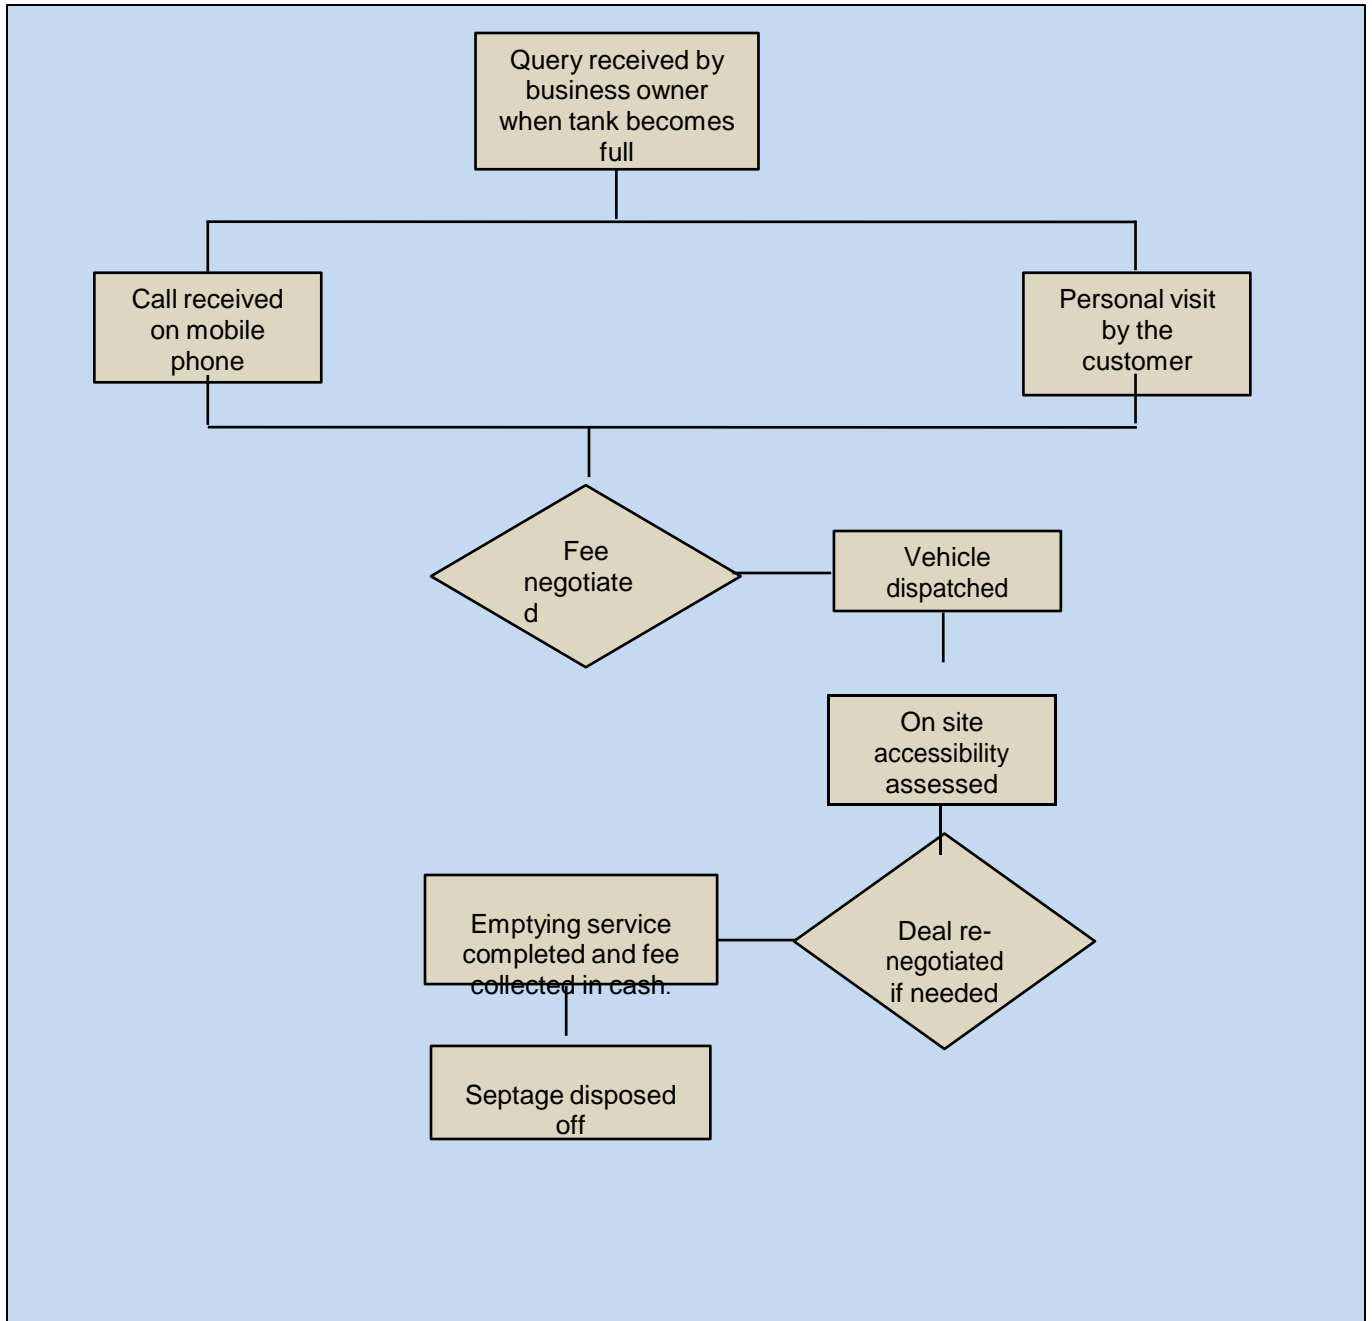 Query received by
business owner
when tank becomes
full
Call received
on mobile
phone
Personal visit
by the
customer
Fee
negotiate
d
Vehicle
dispatched
On site
accessibility
assessed
Deal re-
negotiated
if needed
Emptying service
completed and fee
collected in cash.
Septage disposed
off